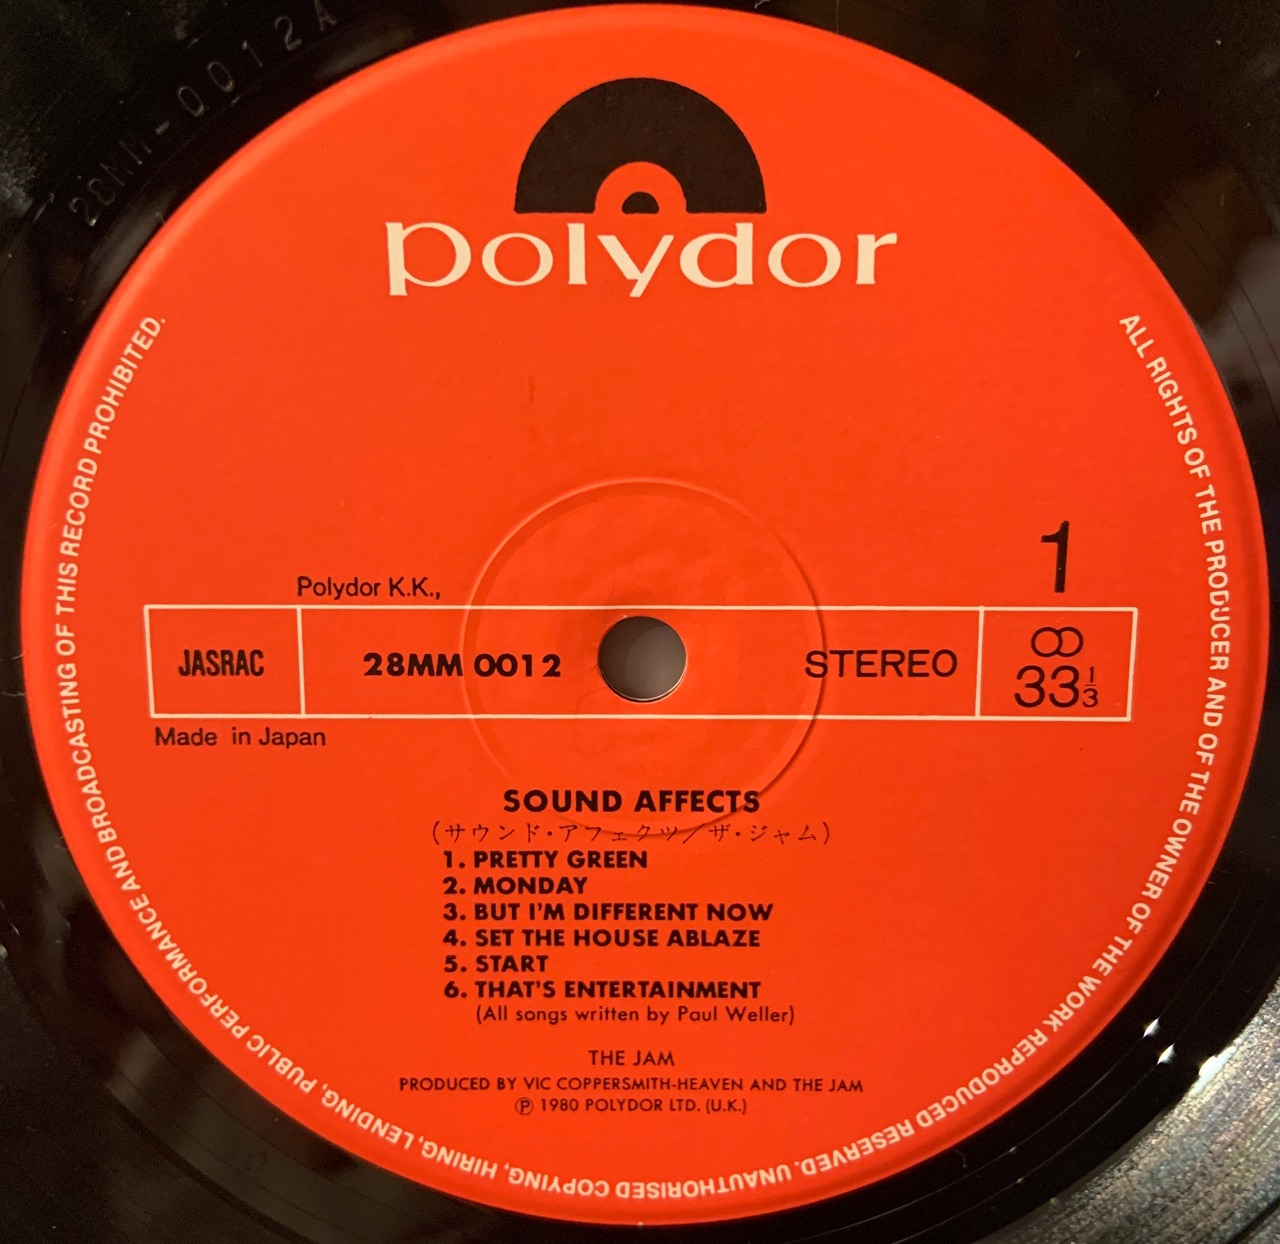 28MM-0012A
polydor
1
Polydor K.K.,
JASRAC
28MM 0012
STEREO
33⅓
Made in Japan
SOUND AFFECTS
(サウンド・アフェクツ／ザ・ジャム)
1. PRETTY GREEN
2. MONDAY
3. BUT I'M DIFFERENT NOW
4. SET THE HOUSE ABLAZE
5. START
6. THAT'S ENTERTAINMENT
(All songs written by Paul Weller)
THE JAM
PRODUCED BY VIC COPPERSMITH-HEAVEN AND THE JAM
℗ 1980 POLYDOR LTD. (U.K.)
ALL RIGHTS OF THE PRODUCER AND OF THE OWNER OF THE WORK REPRODUCED RESERVED. UNAUTHORISED COPYING, HIRING, LENDING, PUBLIC PERFORMANCE AND BROADCASTING OF THIS RECORD PROHIBITED.